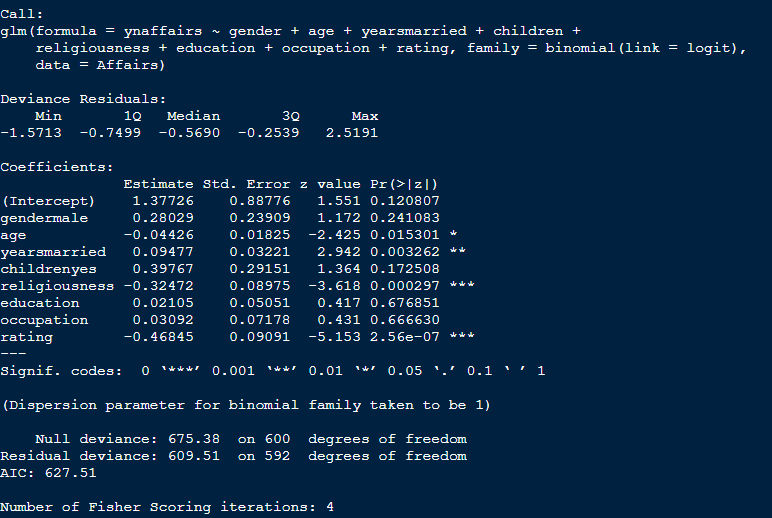 Call:
glm(formula = ynaffairs ~ gender + age + yearsmarried + children +
    religiousness + education + occupation + rating, family = binomial(link = logit),
    data = Affairs)

Deviance Residuals:
    Min       1Q   Median       3Q      Max
-1.5713  -0.7499  -0.5690  -0.2539   2.5191

Coefficients:
              Estimate Std. Error z value Pr(>|z|)
(Intercept)    1.37726    0.88776   1.551 0.120807
gendermale     0.28029    0.23909   1.172 0.241083
age           -0.04426    0.01825  -2.425 0.015301 *
yearsmarried   0.09477    0.03221   2.942 0.003262 **
childrenyes    0.39767    0.29151   1.364 0.172508
religiousness -0.32472    0.08975  -3.618 0.000297 ***
education      0.02105    0.05051   0.417 0.676851
occupation     0.03092    0.07178   0.431 0.666630
rating        -0.46845    0.09091  -5.153 2.56e-07 ***
---
Signif. codes:  0 ‘***’ 0.001 ‘**’ 0.01 ‘*’ 0.05 ‘.’ 0.1 ‘ ’ 1

(Dispersion parameter for binomial family taken to be 1)

    Null deviance: 675.38  on 600  degrees of freedom
Residual deviance: 609.51  on 592  degrees of freedom
AIC: 627.51

Number of Fisher Scoring iterations: 4